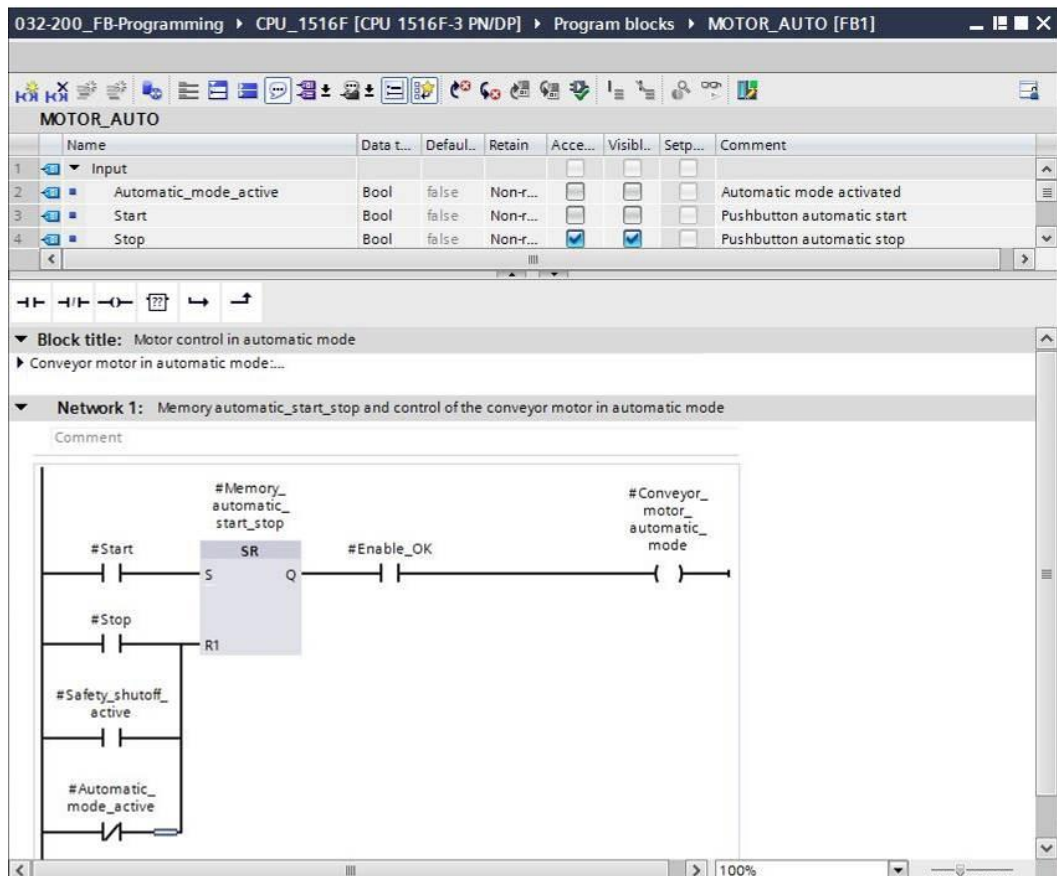 032-200_FB-Programming ▸ CPU_1516F [CPU 1516F-3 PN/DP] ▸ Program blocks ▸ MOTOR_AUTO [FB1]
MOTOR_AUTO
Name Data t... Defaul.. Retain Acce... Visibl.. Setp... Comment
1 Input
2 Automatic_mode_active Bool false Non-r... Automatic mode activated
3 Start Bool false Non-r... Pushbutton automatic start
4 Stop Bool false Non-r... Pushbutton automatic stop
??
Block title: Motor control in automatic mode
Conveyor motor in automatic mode:...
Network 1: Memory automatic_start_stop and control of the conveyor motor in automatic mode
Comment
#Memory_
automatic_
start_stop
#Conveyor_
motor_
automatic_
mode
#Start
SR
#Enable_OK
S Q
#Stop
R1
#Safety_shutoff_
active
#Automatic_
mode_active
100%